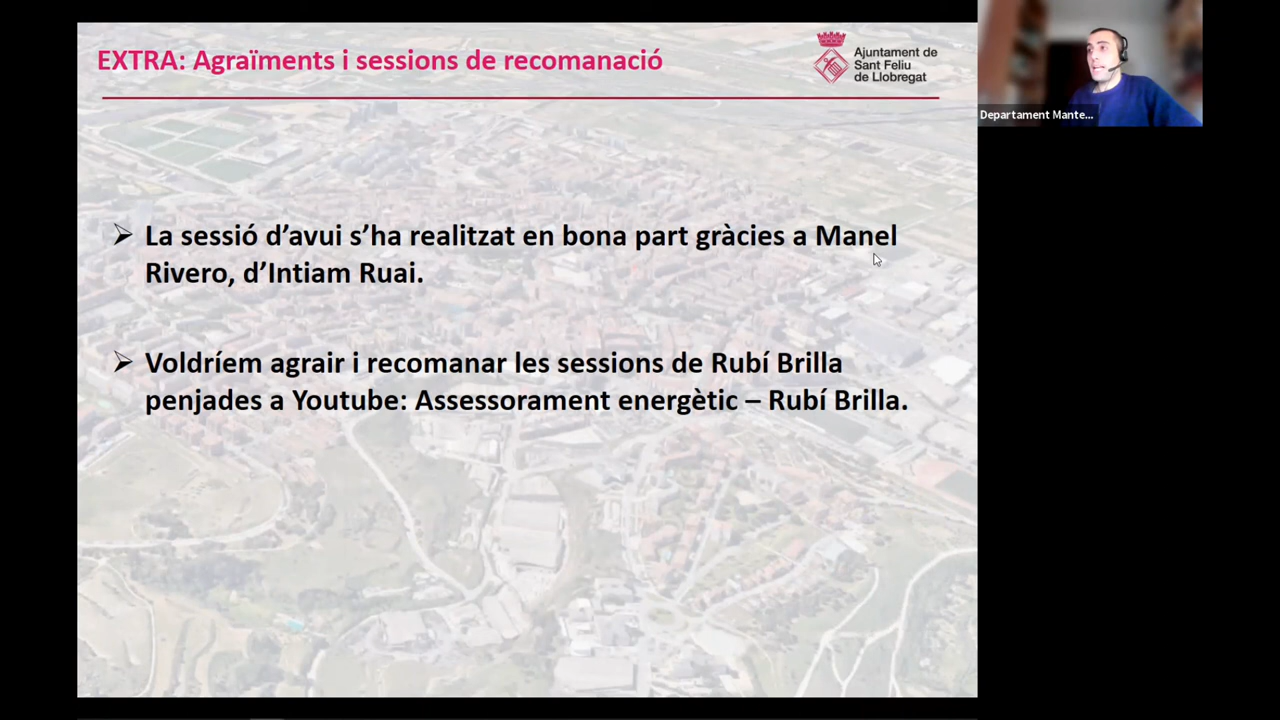 EXTRA: Agraïments i sessions de recomanació
Ajuntament de
Sant Feliu
de Llobregat
Departament Mante...
➢ La sessió d’avui s’ha realitzat en bona part gràcies a Manel
Rivero, d’Intiam Ruai.
➢ Voldríem agrair i recomanar les sessions de Rubí Brilla
penjades a Youtube: Assessorament energètic – Rubí Brilla.